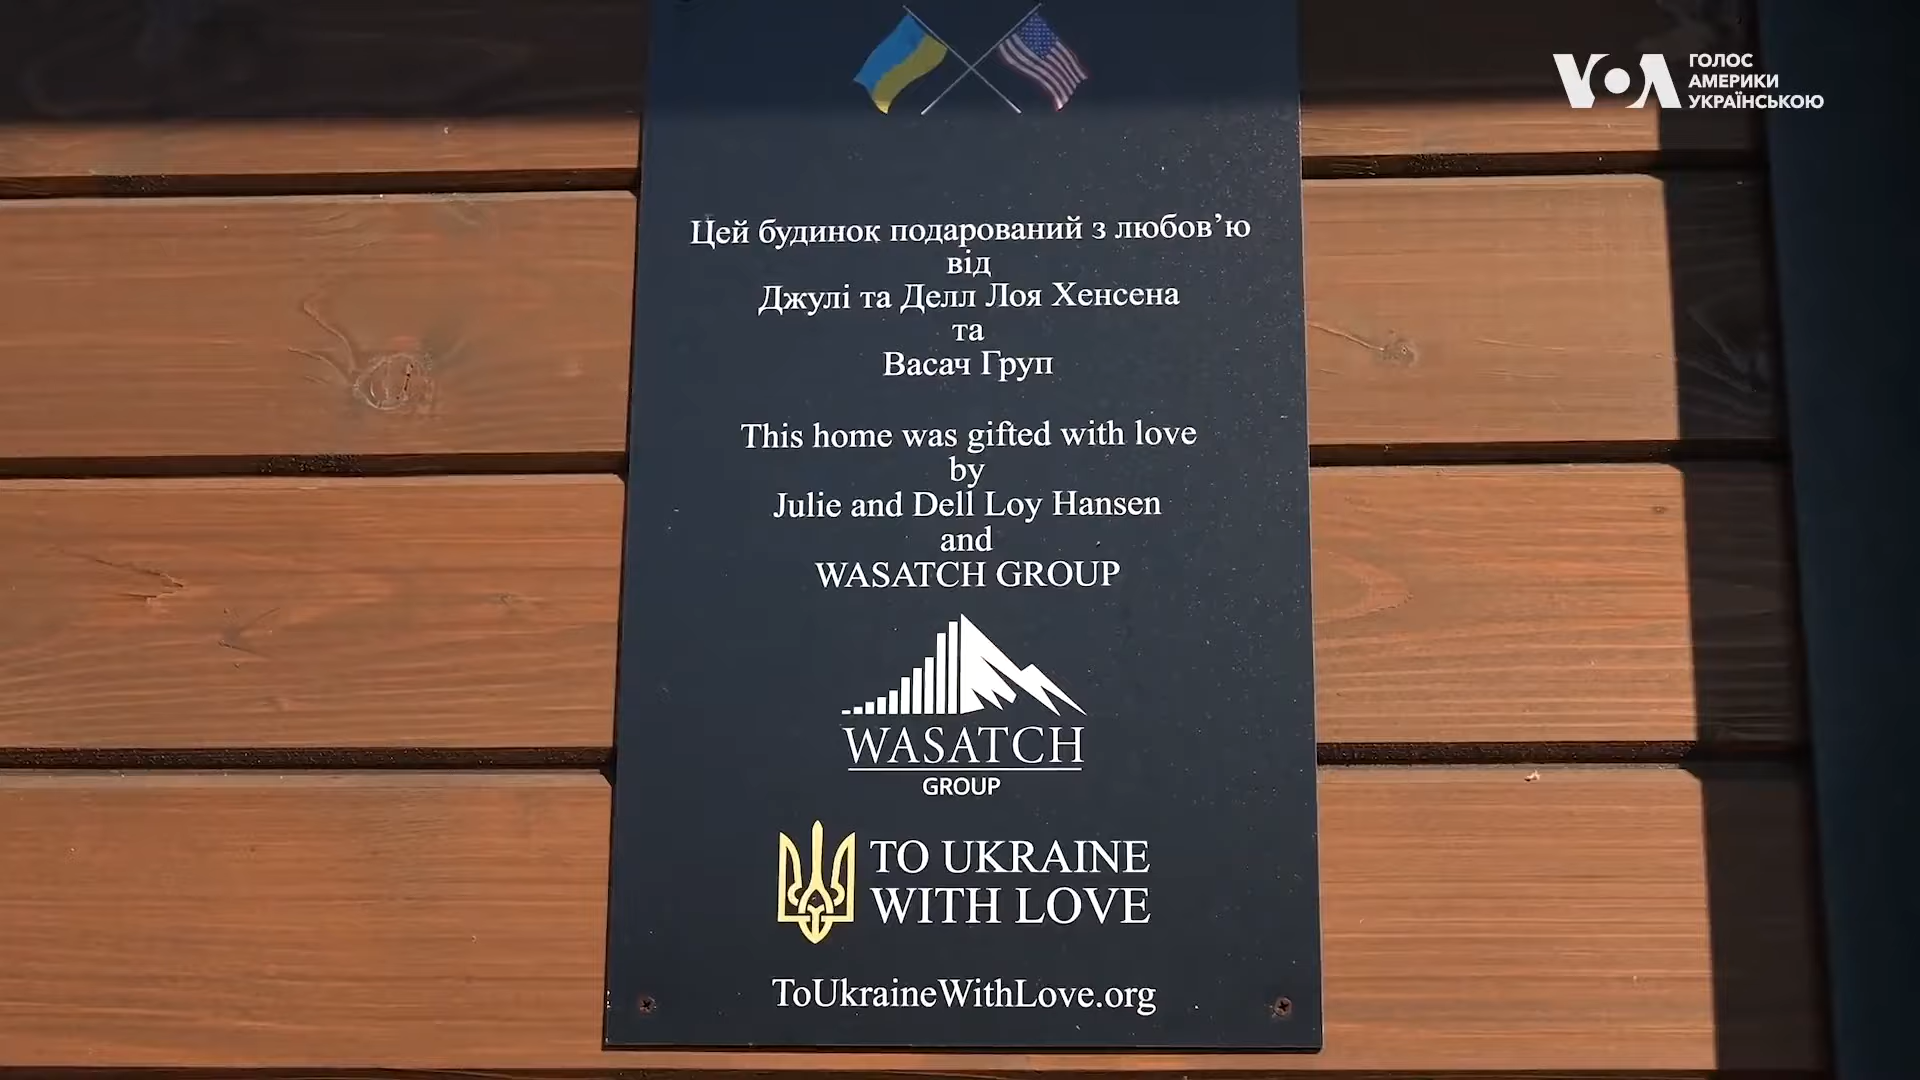 VOA
ГОЛОС
АМЕРИКИ
УКРАЇНСЬКОЮ
Цей будинок подарований з любов’ю
від
Джулі та Делл Лоя Хенсена
та
Васач Груп
This home was gifted with love
by
Julie and Dell Loy Hansen
and
WASATCH GROUP
WASATCH
GROUP
TO UKRAINE
WITH LOVE
ToUkraineWithLove.org